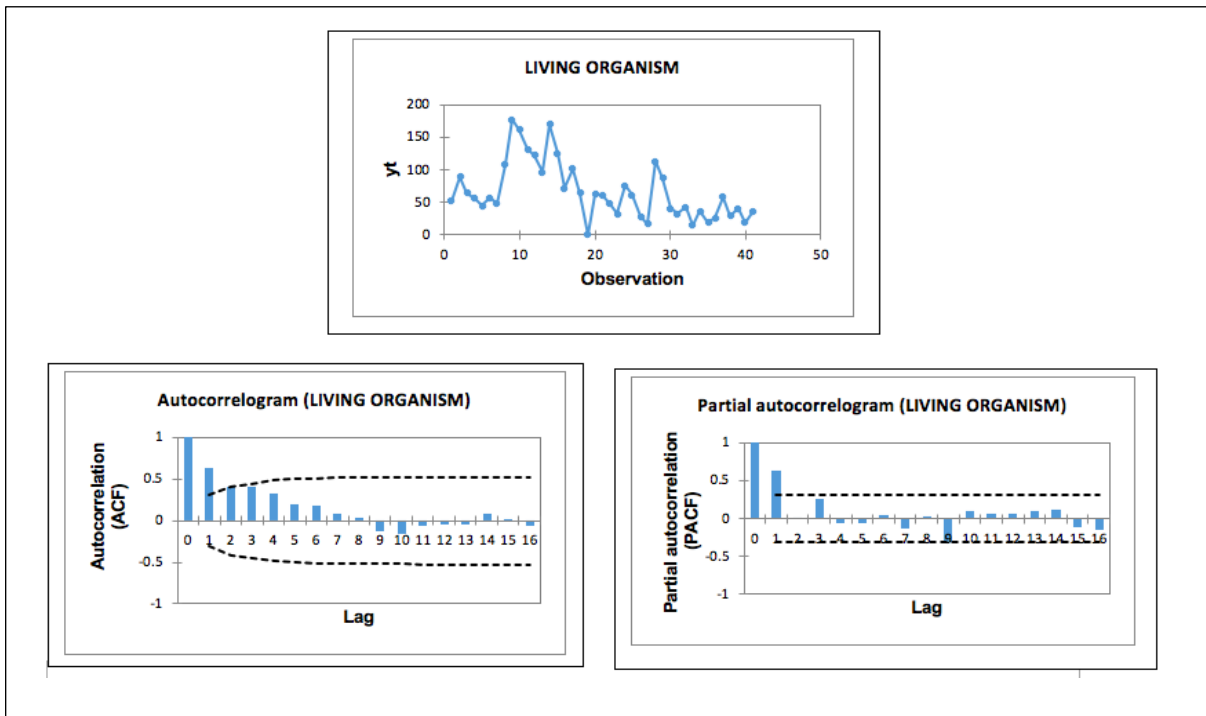 LIVING ORGANISM
200
150
100
50
0
yt
0 10 20 30 40 50
Observation
Autocorrelogram (LIVING ORGANISM)
1
0.5
0
-0.5
-1
Autocorrelation
(ACF)
0 1 2 3 4 5 6 7 8 9 10 11 12 13 14 15 16
Lag
Partial autocorrelogram (LIVING ORGANISM)
1
0.5
0
-0.5
-1
Partial autocorrelation
(PACF)
0 1 2 3 4 5 6 7 8 9 10 11 12 13 14 15 16
Lag